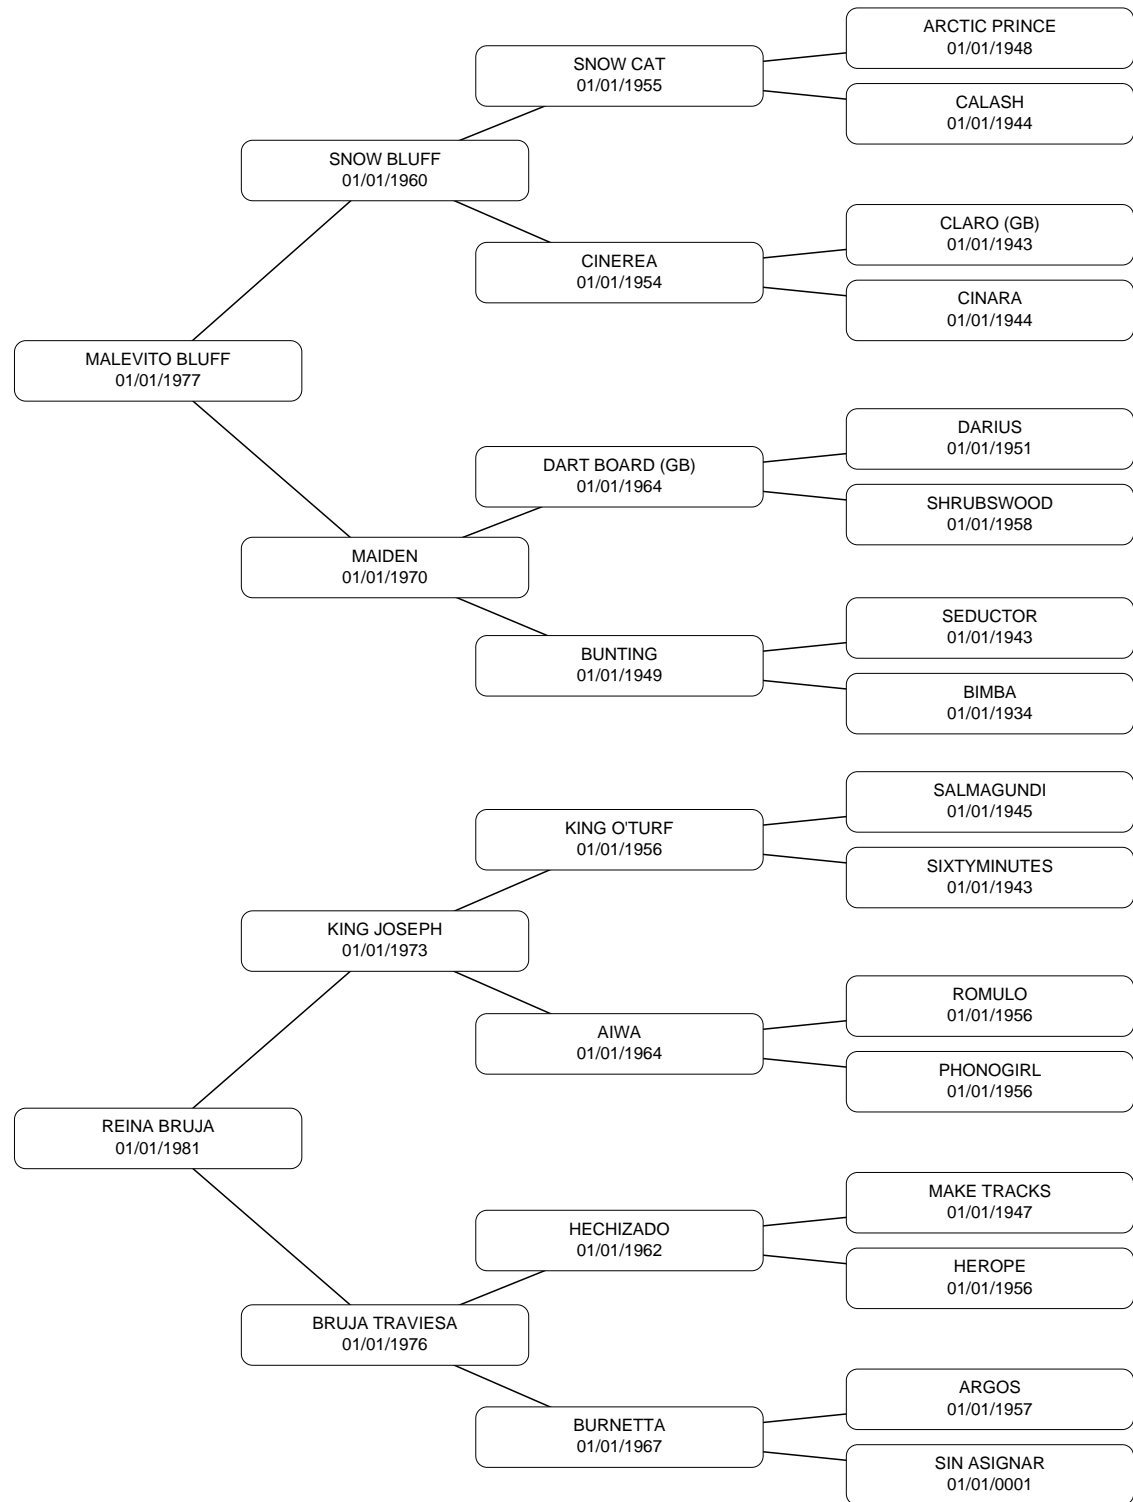 ARCTIC PRINCE
01/01/1948
SNOW CAT
01/01/1955
CALASH
01/01/1944
SNOW BLUFF
01/01/1960
CLARO (GB)
01/01/1943
CINEREA
01/01/1954
CINARA
01/01/1944
MALEVITO BLUFF
01/01/1977
DARIUS
01/01/1951
DART BOARD (GB)
01/01/1964
SHRUBSWOOD
01/01/1958
MAIDEN
01/01/1970
SEDUCTOR
01/01/1943
BUNTING
01/01/1949
BIMBA
01/01/1934
SALMAGUNDI
01/01/1945
KING O'TURF
01/01/1956
SIXTYMINUTES
01/01/1943
KING JOSEPH
01/01/1973
ROMULO
01/01/1956
AIWA
01/01/1964
PHONOGIRL
01/01/1956
REINA BRUJA
01/01/1981
MAKE TRACKS
01/01/1947
HECHIZADO
01/01/1962
HEROPE
01/01/1956
BRUJA TRAVIESA
01/01/1976
ARGOS
01/01/1957
BURNETTA
01/01/1967
SIN ASIGNAR
01/01/0001